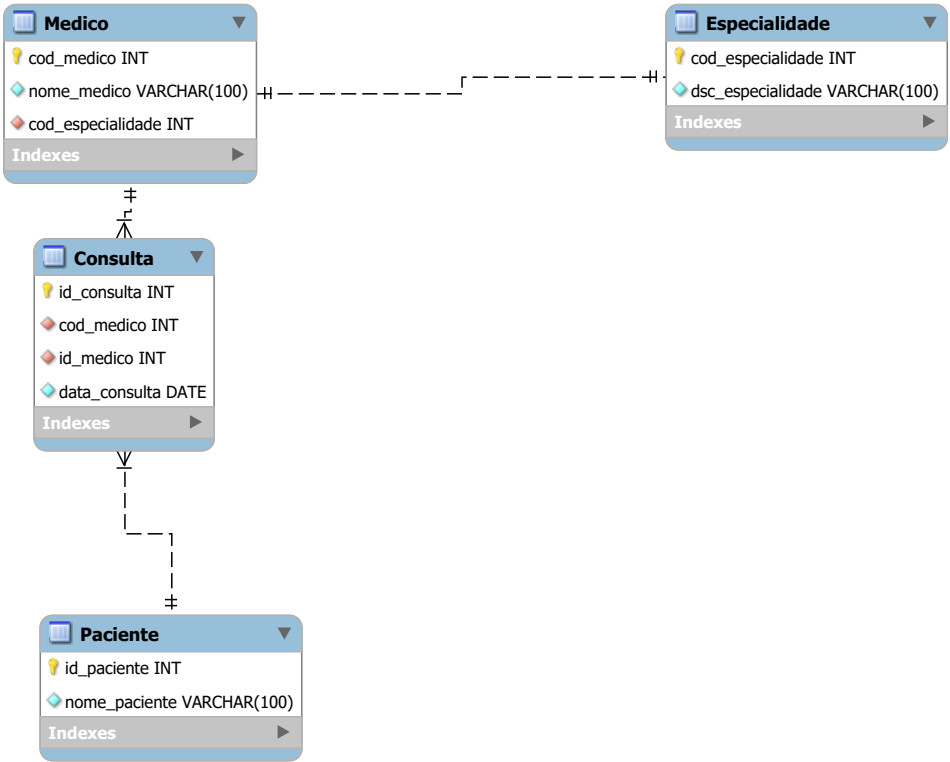 Medico
cod_medico INT
nome_medico VARCHAR(100)
cod_especialidade INT
Indexes
Especialidade
cod_especialidade INT
dsc_especialidade VARCHAR(100)
Indexes
Consulta
id_consulta INT
cod_medico INT
id_medico INT
data_consulta DATE
Indexes
Paciente
id_paciente INT
nome_paciente VARCHAR(100)
Indexes